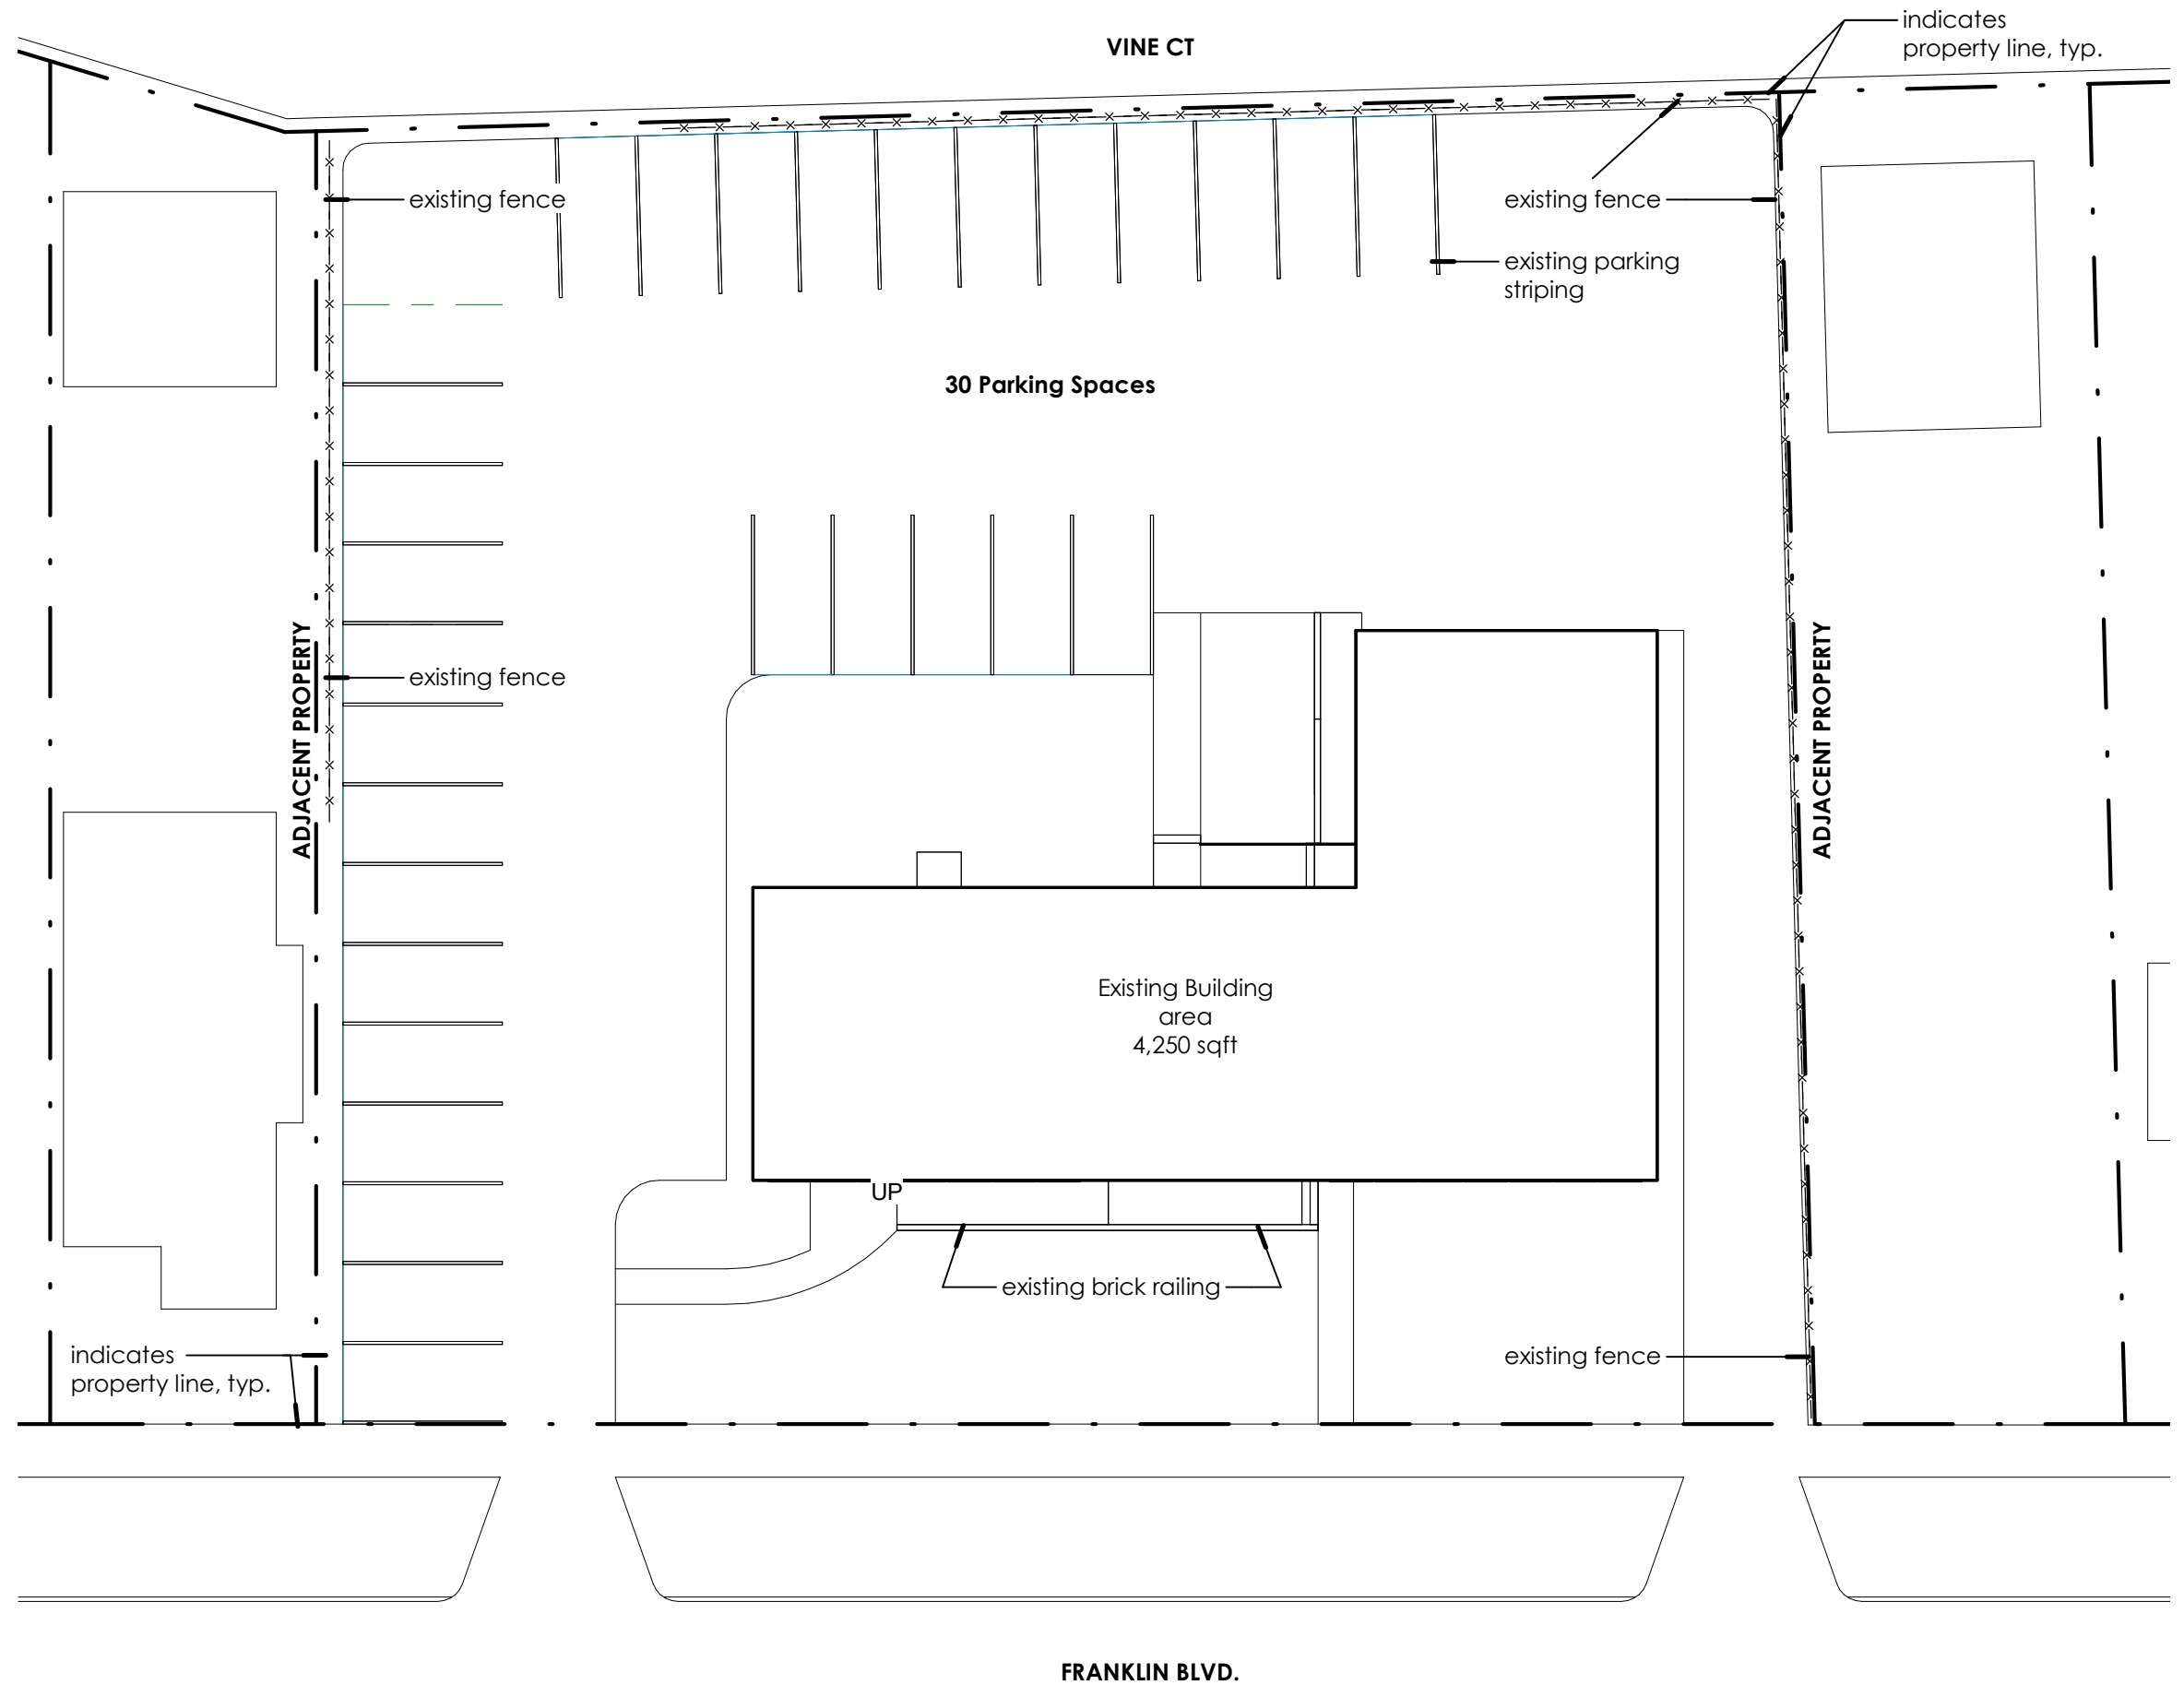 indicates
property line, typ.
VINE CT
existing fence
existing fence
existing parking
striping
30 Parking Spaces
ADJACENT PROPERTY
existing fence
ADJACENT PROPERTY
Existing Building
area
4,250 sqft
UP
existing brick railing
indicates
property line, typ.
existing fence
FRANKLIN BLVD.